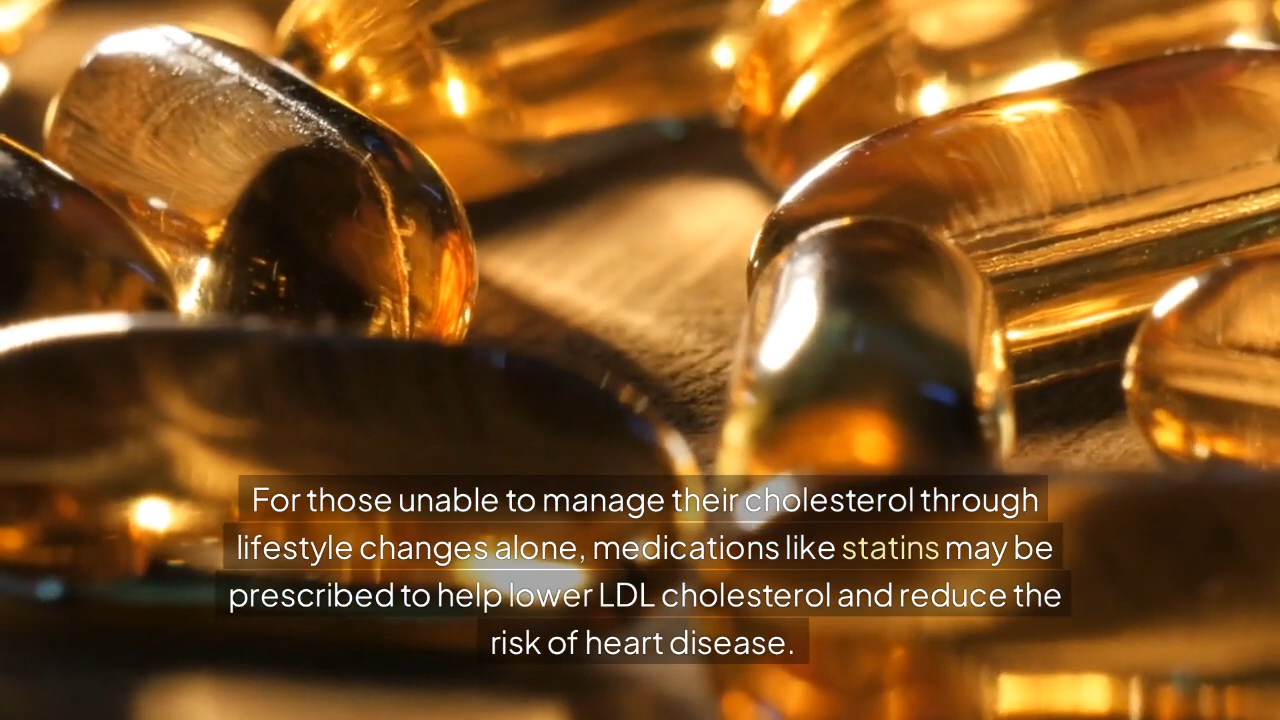 For those unable to manage their cholesterol through
lifestyle changes alone, medications like statins may be
prescribed to help lower LDL cholesterol and reduce the
risk of heart disease.